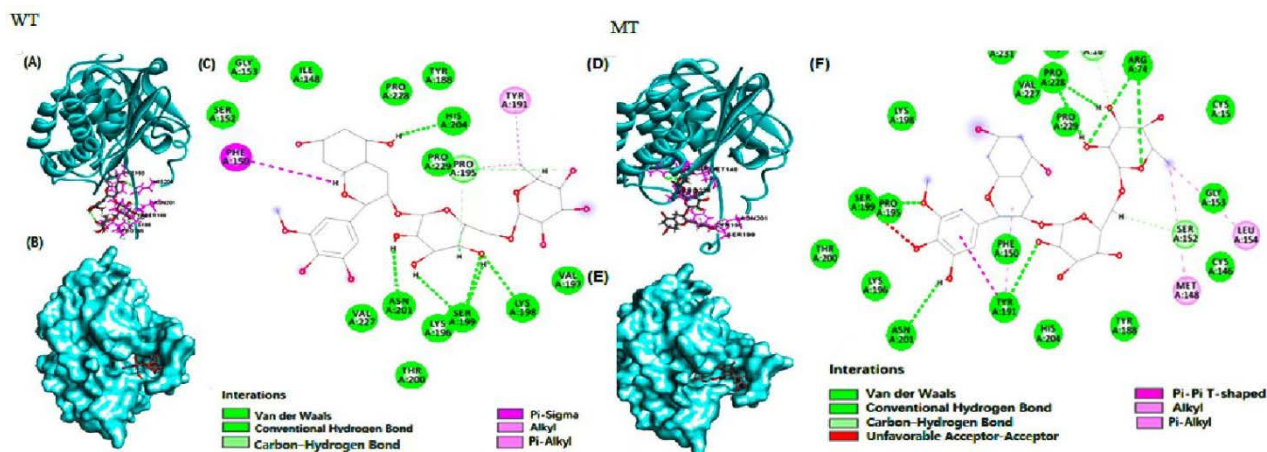 WT
MT
(A)
(B)
(C)
GLY
A:153
ILE
A:148
PRO
A:228
TYR
A:188
SER
A:152
HIS
A:204
TYR
A:191
PHE
A:150
PRO
A:229
PRO
A:195
VAL
A:197
VAL
A:227
ASN
A:201
LYS
A:196
SER
A:199
LYS
A:198
THR
A:200
H
H
H
H
H
H
H
Interations
Van der Waals
Conventional Hydrogen Bond
Carbon-Hydrogen Bond
Pi-Sigma
Alkyl
Pi-Alkyl
(D)
(E)
(F)
A:231
PRO
A:228
ARG
A:74
VAL
A:227
LYS
A:198
PRO
A:229
CYS
A:15
SER
A:199
PRO
A:195
GLY
A:153
LEU
A:154
THR
A:200
PHE
A:150
SER
A:152
CYS
A:146
LYS
A:196
MET
A:148
TYR
A:191
ASN
A:201
HIS
A:204
TYR
A:188
H
H
H
H
Interations
Van der Waals
Conventional Hydrogen Bond
Carbon-Hydrogen Bond
Unfavorable Acceptor-Acceptor
Pi-Pi T-shaped
Alkyl
Pi-Alkyl